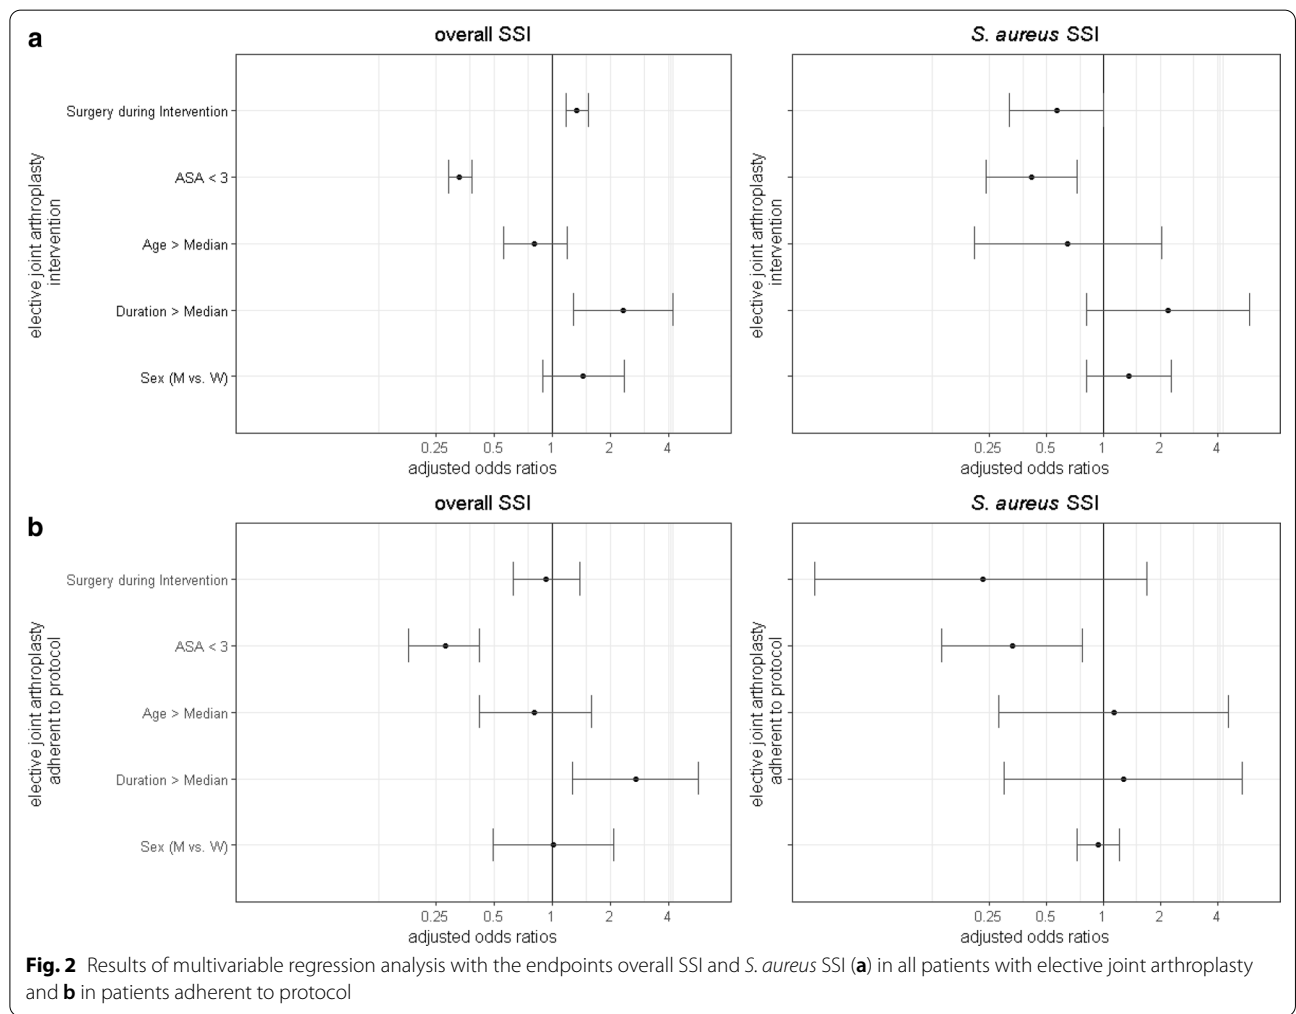 a
overall SSI
S. aureus SSI
elective joint arthroplasty
intervention
Surgery during Intervention
ASA < 3
Age > Median
Duration > Median
Sex (M vs. W)
0.25 0.5 1 2 4
adjusted odds ratios
elective joint arthroplasty
intervention
0.25 0.5 1 2 4
adjusted odds ratios
b
overall SSI
S. aureus SSI
elective joint arthroplasty
adherent to protocol
Surgery during Intervention
ASA < 3
Age > Median
Duration > Median
Sex (M vs. W)
0.25 0.5 1 2 4
adjusted odds ratios
elective joint arthroplasty
adherent to protocol
0.25 0.5 1 2 4
adjusted odds ratios
Fig. 2 Results of multivariable regression analysis with the endpoints overall SSI and S. aureus SSI (a) in all patients with elective joint arthroplasty
and b in patients adherent to protocol